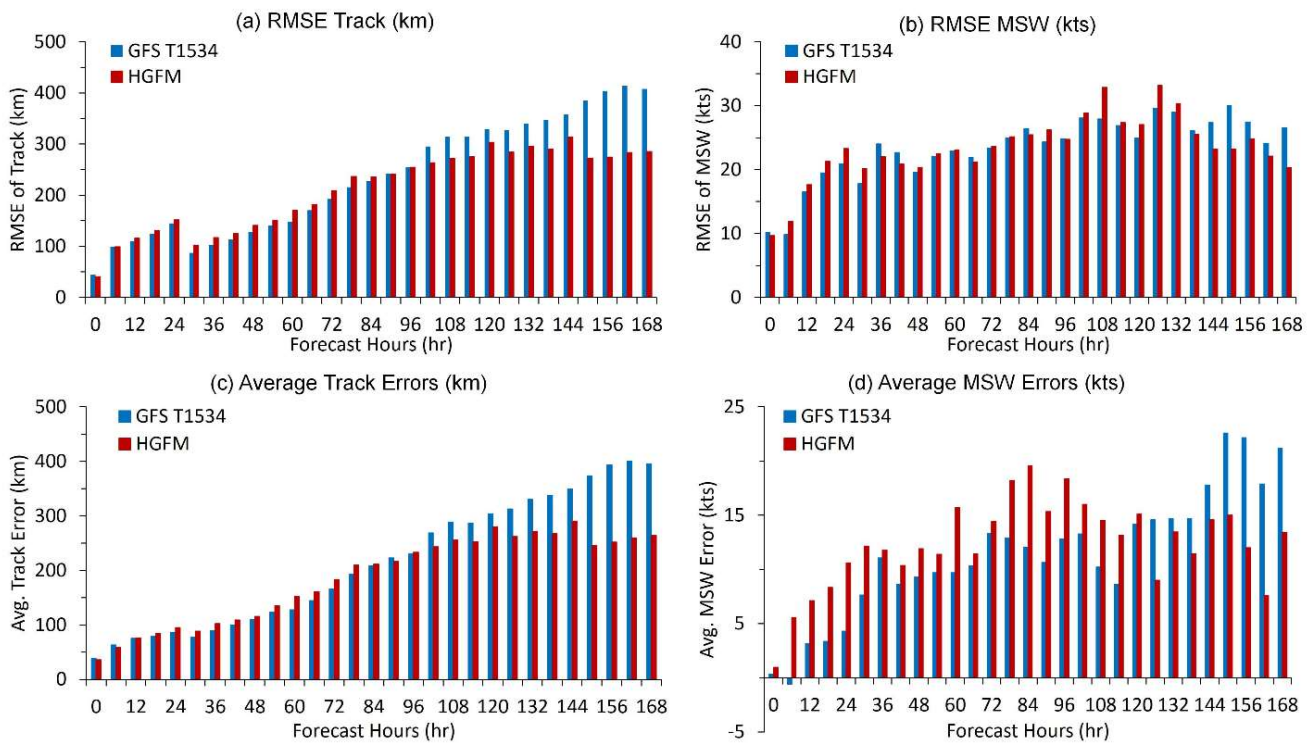 (a) RMSE Track (km)
500
400
300
200
100
0
RMSE of Track (km)
GFS T1534
HGFM
0 12 24 36 48 60 72 84 96 108 120 132 144 156 168
Forecast Hours (hr)
(b) RMSE MSW (kts)
40
30
20
10
0
RMSE of MSW (kts)
GFS T1534
HGFM
0 12 24 36 48 60 72 84 96 108 120 132 144 156 168
Forecast Hours (hr)
(c) Average Track Errors (km)
500
400
300
200
100
0
Avg. Track Error (km)
GFS T1534
HGFM
0 12 24 36 48 60 72 84 96 108 120 132 144 156 168
Forecast Hours (hr)
(d) Average MSW Errors (kts)
25
15
5
-5
Avg. MSW Error (kts)
GFS T1534
HGFM
0 12 24 36 48 60 72 84 96 108 120 132 144 156 168
Forecast Hours (hr)